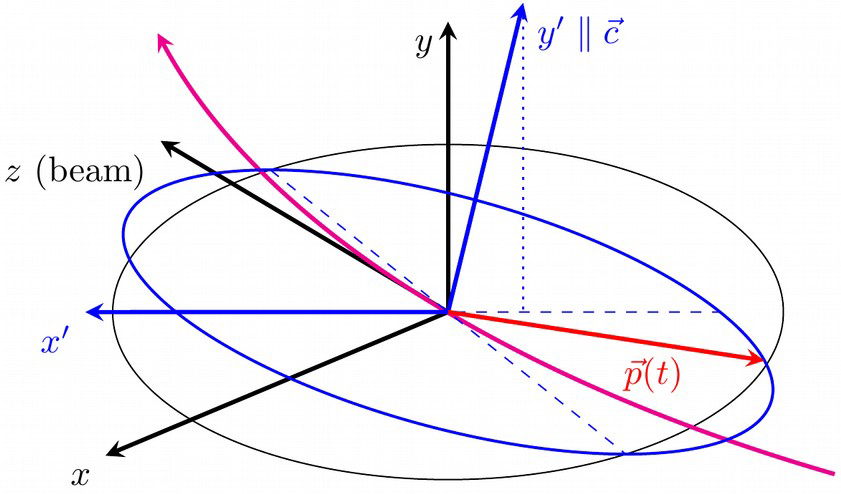 y
y′ ∥ c⃗
z (beam)
x′
p⃗(t)
x